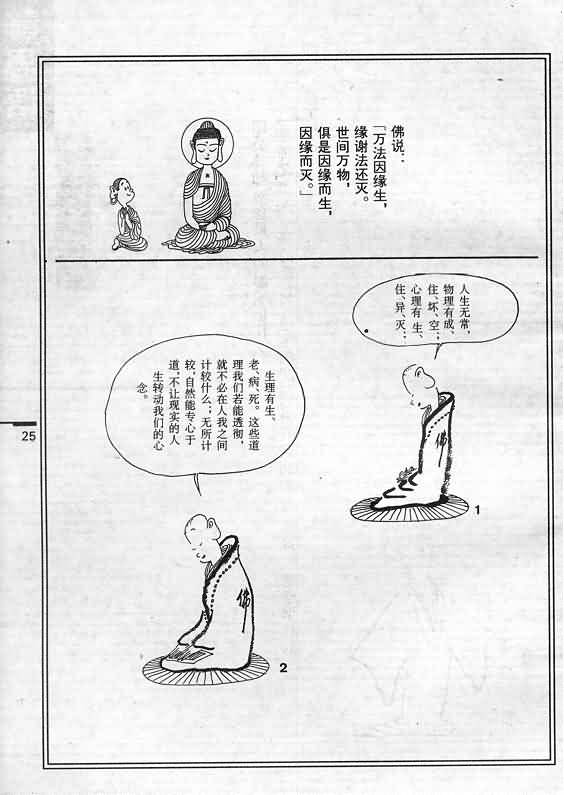 佛说：
「万法因缘生，
缘谢法还灭。
世间万物，
俱是因缘而生，
因缘而灭。」
人生无常，
物理有成、
住、坏、空；
心理有生、
住、异、灭；
1
生理有生、
老、病、死。这些道
理我们若能透彻，
就不必在人我之间
计较什么；无所计
较，自然能专心于
道，不让现实的人
生转动我们的心
念。
佛
佛
2
25